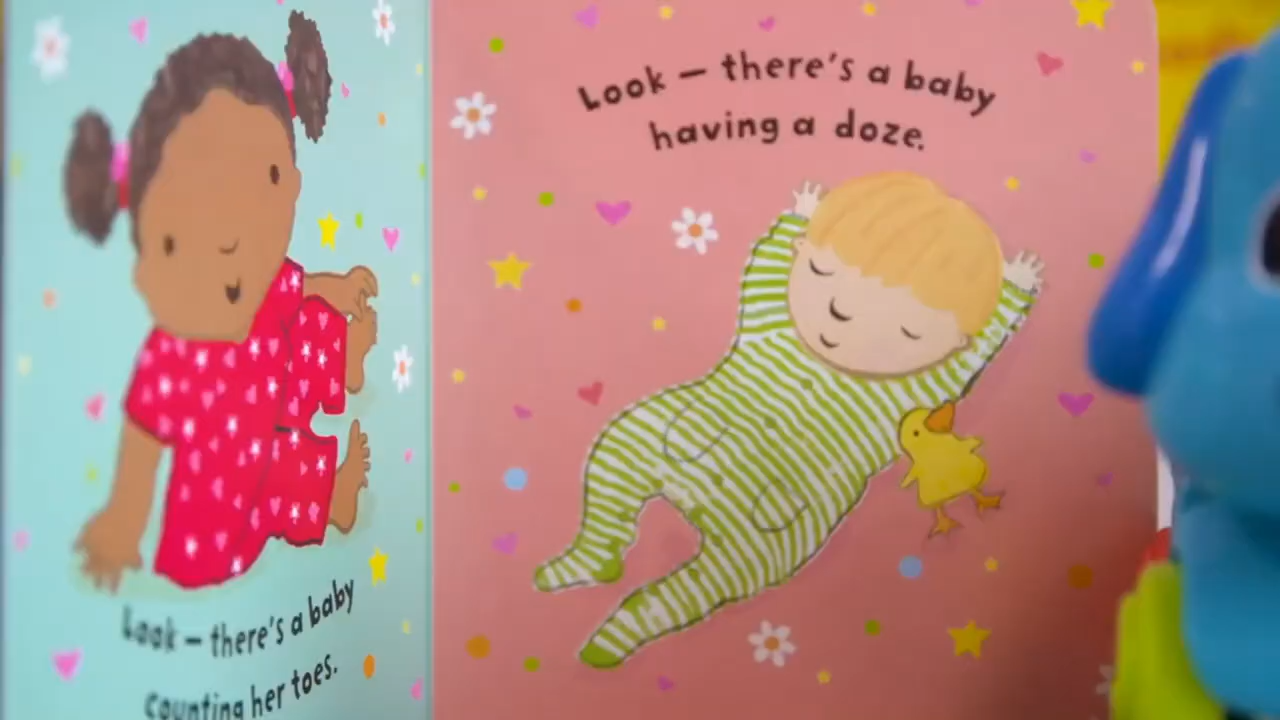 Look – there's a baby
counting her toes.
Look – there's a baby
having a doze.